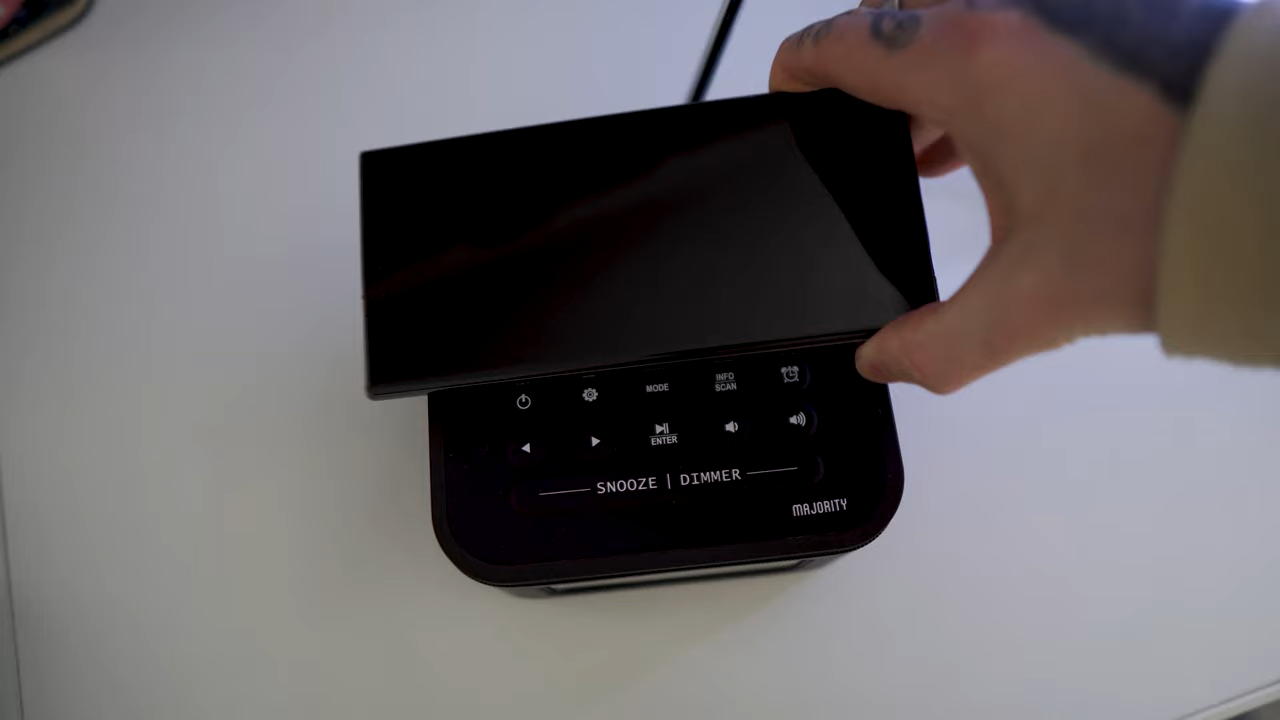 MODE
INFO
SCAN
ENTER
SNOOZE | DIMMER
MAJORITY